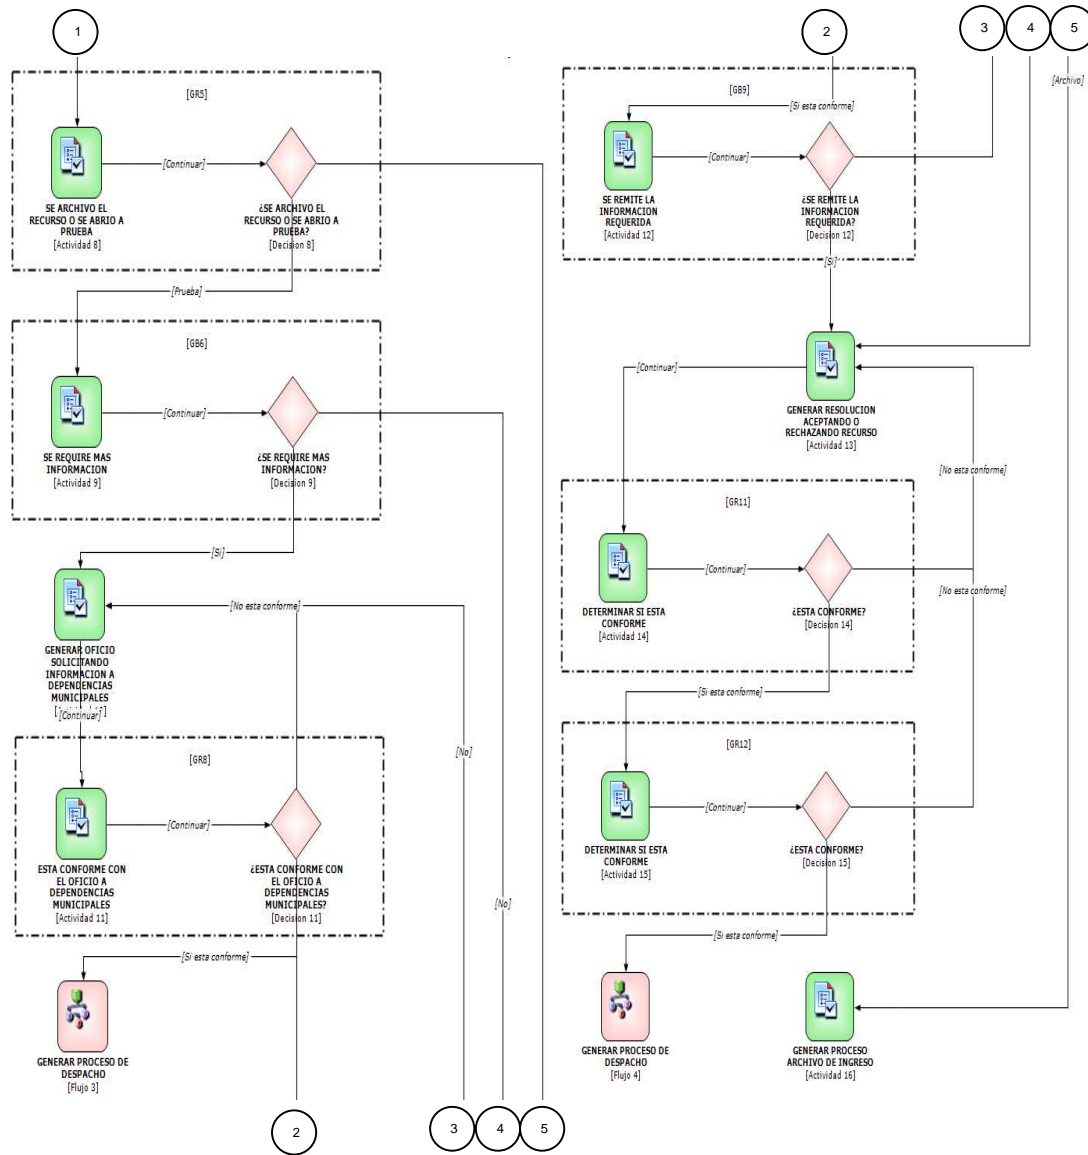 1
[GR5]
[Continuar]
SE ARCHIVO EL
RECURSO O SE ABRIO A
PRUEBA
[Actividad 8]
¿SE ARCHIVO EL
RECURSO O SE ABRIO A
PRUEBA?
[Decision 8]
[Prueba]
[GB6]
[Continuar]
SE REQUIRE MAS
INFORMACION
[Actividad 9]
¿SE REQUIRE MAS
INFORMACION?
[Decision 9]
[Si]
[No esta conforme]
GENERAR OFICIO
SOLICITANDO
INFORMACION A
DEPENDENCIAS
MUNICIPALES
[Continuar]
[No]
[GR8]
[Continuar]
ESTA CONFORME CON
EL OFICIO A
DEPENDENCIAS
MUNICIPALES
[Actividad 11]
¿ESTA CONFORME CON
EL OFICIO A
DEPENDENCIAS
MUNICIPALES?
[Decision 11]
[No]
[Si esta conforme]
GENERAR PROCESO DE
DESPACHO
[Flujo 3]
2
3
4
5
2
3
4
5
[Archivo]
[GB9]
[Si esta conforme]
[Continuar]
SE REMITE LA
INFORMACION
REQUERIDA
[Actividad 12]
¿SE REMITE LA
INFORMACION
REQUERIDA?
[Decision 12]
[Si]
[Continuar]
GENERAR RESOLUCION
ACEPTANDO O
RECHAZANDO RECURSO
[Actividad 13]
[No esta conforme]
[GR11]
[Continuar]
DETERMINAR SI ESTA
CONFORME
[Actividad 14]
¿ESTA CONFORME?
[Decision 14]
[No esta conforme]
[Si esta conforme]
[GR12]
[Continuar]
DETERMINAR SI ESTA
CONFORME
[Actividad 15]
¿ESTA CONFORME?
[Decision 15]
[Si esta conforme]
GENERAR PROCESO DE
DESPACHO
[Flujo 4]
GENERAR PROCESO
ARCHIVO DE INGRESO
[Actividad 16]